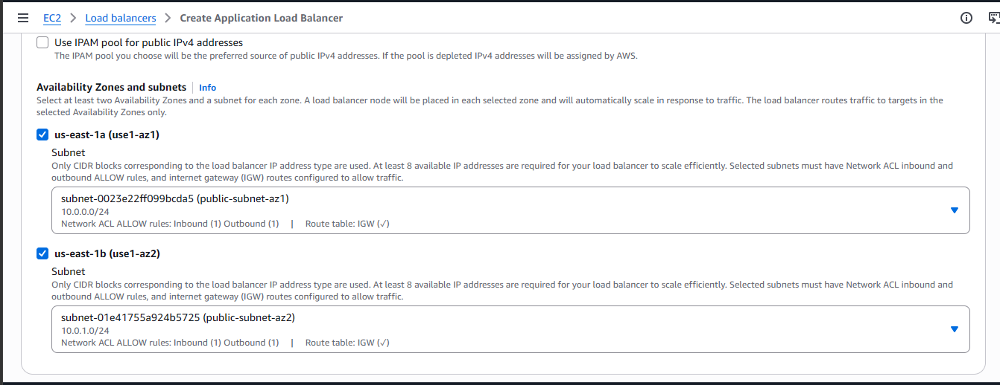 EC2 > Load balancers > Create Application Load Balancer
Use IPAM pool for public IPv4 addresses
The IPAM pool you choose will be the preferred source of public IPv4 addresses. If the pool is depleted IPv4 addresses will be assigned by AWS.
Availability Zones and subnets | Info
Select at least two Availability Zones and a subnet for each zone. A load balancer node will be placed in each selected zone and will automatically scale in response to traffic. The load balancer routes traffic to targets in the
selected Availability Zones only.
us-east-1a (use1-az1)
Subnet
Only CIDR blocks corresponding to the load balancer IP address type are used. At least 8 available IP addresses are required for your load balancer to scale efficiently. Selected subnets must have Network ACL inbound and
outbound ALLOW rules, and internet gateway (IGW) routes configured to allow traffic.
subnet-0023e22ff099bcda5 (public-subnet-az1)
10.0.0.0/24
Network ACL ALLOW rules: Inbound (1) Outbound (1) | Route table: IGW (✓)
us-east-1b (use1-az2)
Subnet
Only CIDR blocks corresponding to the load balancer IP address type are used. At least 8 available IP addresses are required for your load balancer to scale efficiently. Selected subnets must have Network ACL inbound and
outbound ALLOW rules, and internet gateway (IGW) routes configured to allow traffic.
subnet-01e41755a924b5725 (public-subnet-az2)
10.0.1.0/24
Network ACL ALLOW rules: Inbound (1) Outbound (1) | Route table: IGW (✓)